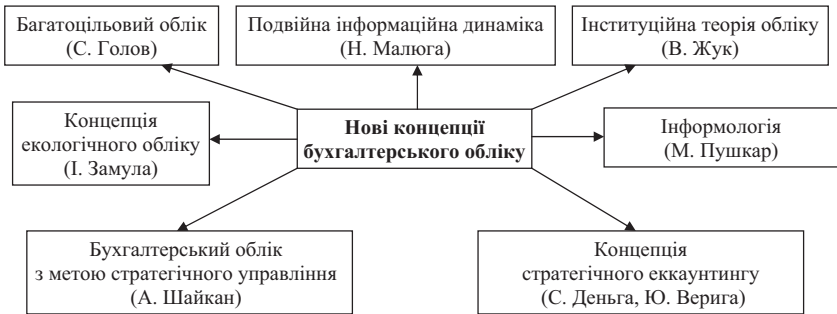 Багатоцільовий облік
(С. Голов)
Подвійна інформаційна динаміка
(Н. Малюга)
Інституційна теорія обліку
(В. Жук)
Концепція
екологічного обліку
(І. Замула)
Нові концепції
бухгалтерського обліку
Інформологія
(М. Пушкар)
Бухгалтерський облік
з метою стратегічного управління
(А. Шайкан)
Концепція
стратегічного еккаунтингу
(С. Деньга, Ю. Верига)